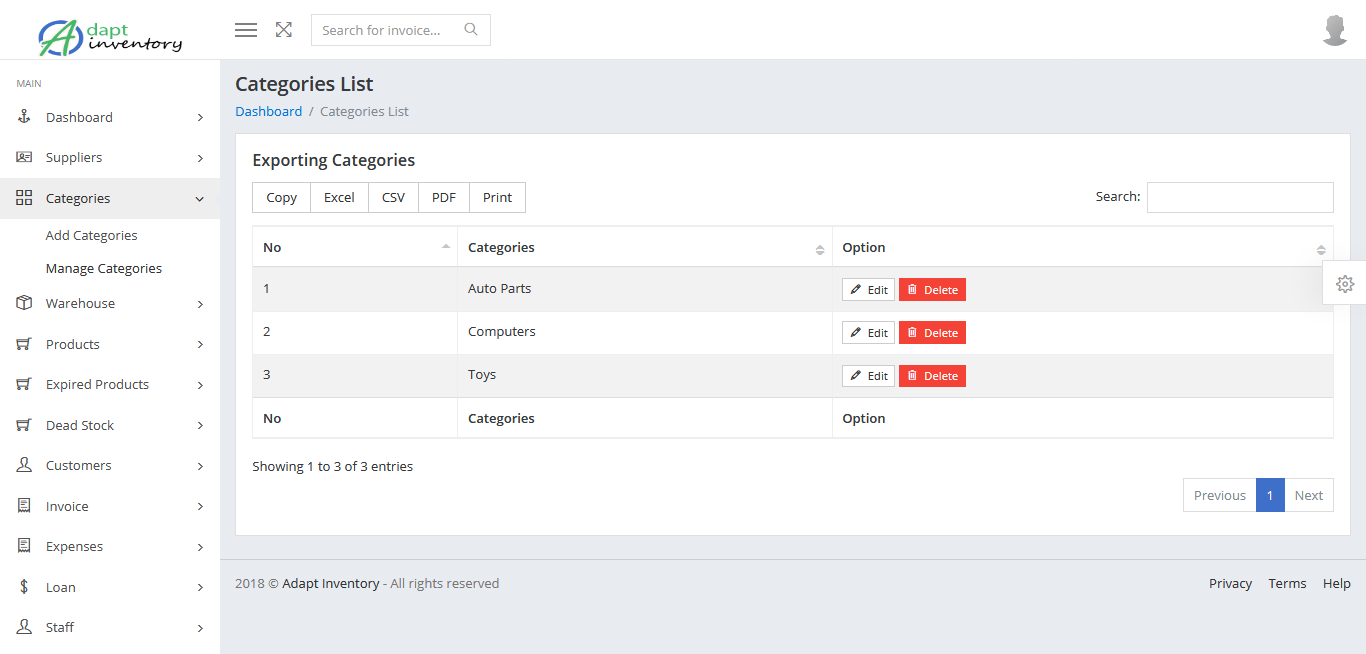 Adapt
inventory
Search for invoice...
MAIN
Dashboard
Suppliers
Categories
Add Categories
Manage Categories
Warehouse
Products
Expired Products
Dead Stock
Customers
Invoice
Expenses
Loan
Staff
Categories List
Dashboard / Categories List
Exporting Categories
Copy Excel CSV PDF Print Search:
No Categories Option
1 Auto Parts Edit Delete
2 Computers Edit Delete
3 Toys Edit Delete
No Categories Option
Showing 1 to 3 of 3 entries
Previous 1 Next
2018 © Adapt Inventory - All rights reserved Privacy Terms Help